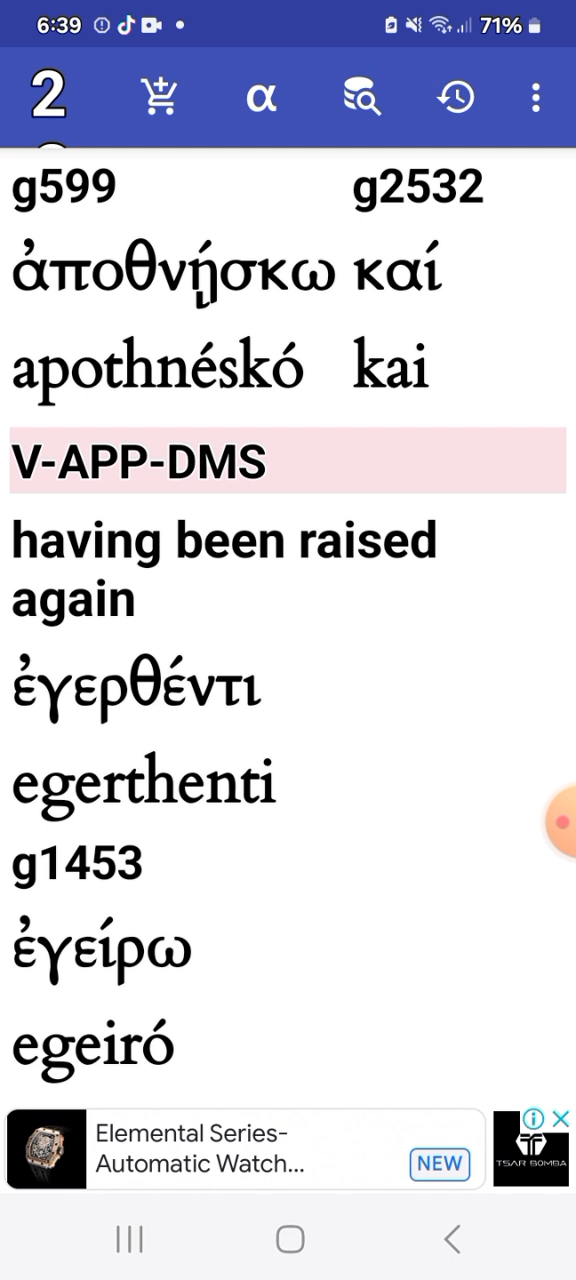 6:39 71%
2 α
g599 g2532
ἀποθνῄσκω καί
apothnéskó kai
V-APP-DMS
having been raised
again
ἐγερθέντι
egerthenti
g1453
ἐγείρω
egeiró
Elemental Series-
Automatic Watch...
NEW
TSAR BOMBA